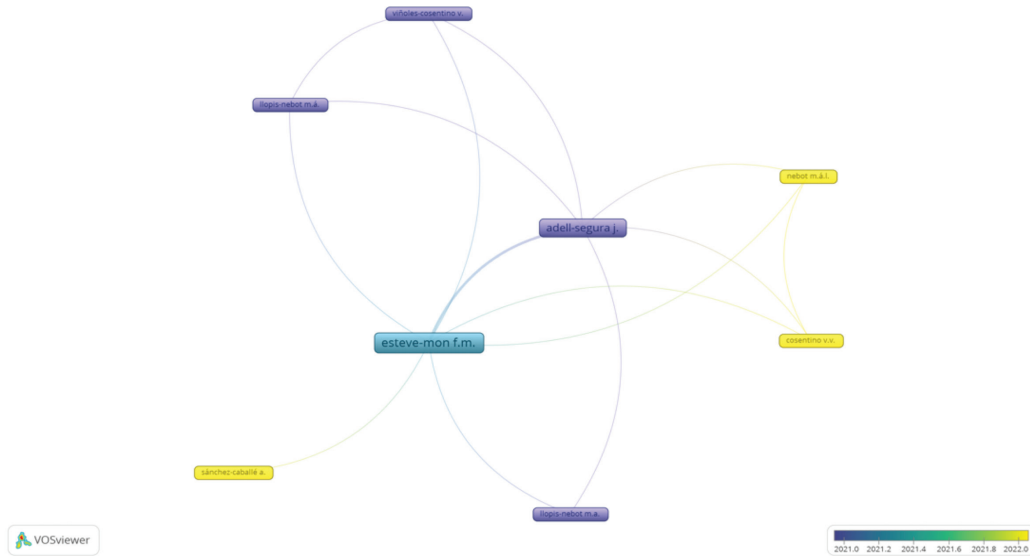 viñoles-cosentino v.
llopis-nebot m.á.
nebot m.á.l.
adell-segura j.
esteve-mon f.m.
cosentino v.v.
sánchez-caballé a.
llopis-nebot m.a.
VOSviewer
2021.0 2021.2 2021.4 2021.6 2021.8 2022.0